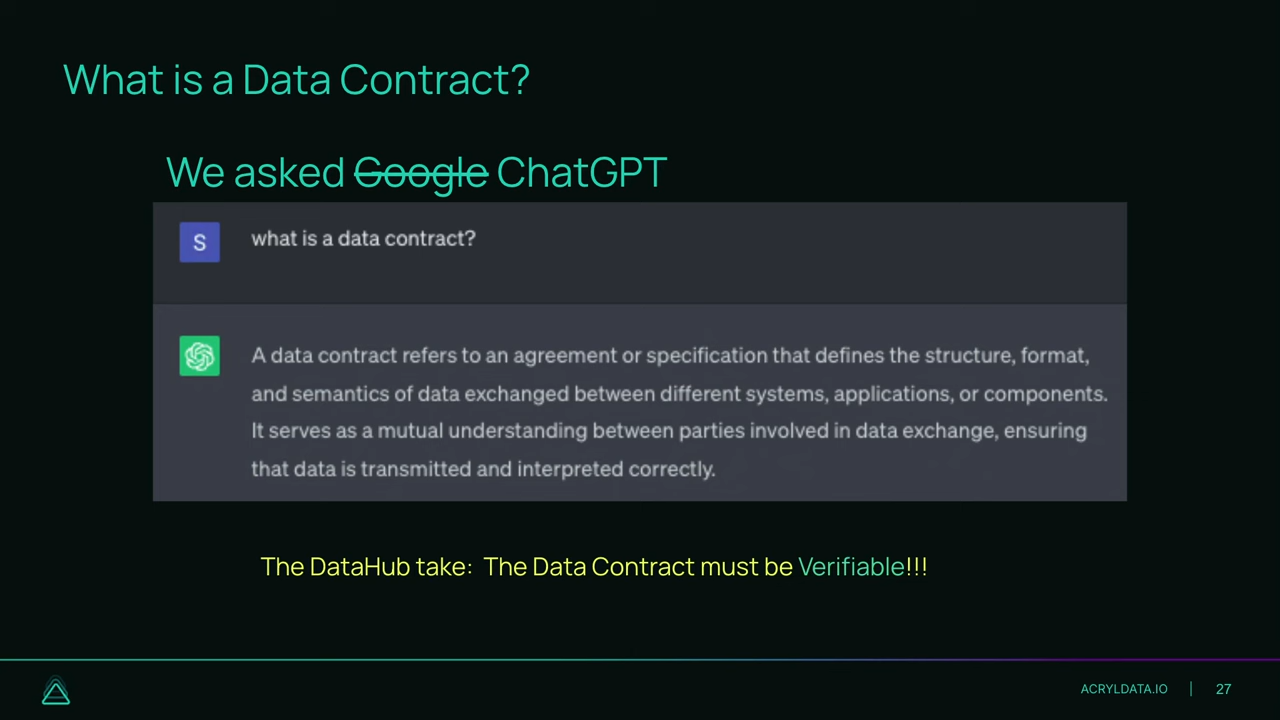 What is a Data Contract?
We asked Google ChatGPT
S
what is a data contract?
A data contract refers to an agreement or specification that defines the structure, format,
and semantics of data exchanged between different systems, applications, or components.
It serves as a mutual understanding between parties involved in data exchange, ensuring
that data is transmitted and interpreted correctly.
The DataHub take: The Data Contract must be Verifiable!!!
ACRYLDATA.IO | 27